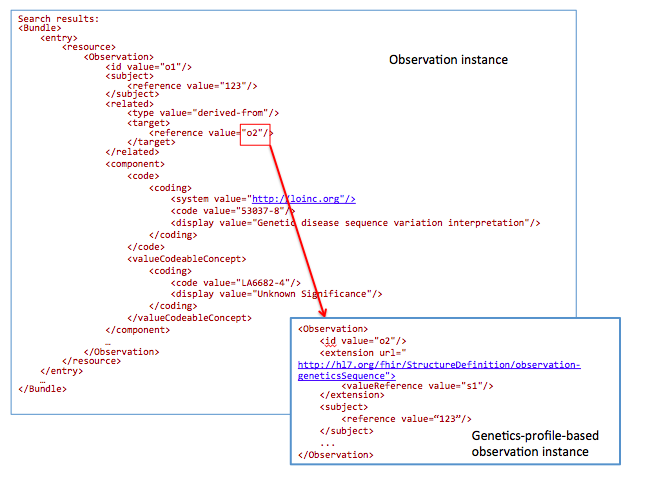 Search results:
<Bundle>
<entry>
<resource>
<Observation>
<id value="o1"/>
<subject>
<reference value="123"/>
</subject>
<related>
<type value="derived-from"/>
<target>
<reference value="o2"/>
</target>
</related>
<component>
<code>
<coding>
<system value="http://loinc.org"/>
<code value="53037-8"/>
<display value="Genetic disease sequence variation interpretation"/>
</coding>
</code>
<valueCodeableConcept>
<coding>
<code value="LA6682-4"/>
<display value="Unknown Significance"/>
</coding>
</valueCodeableConcept>
</component>
…
</Observation>
</resource>
</entry>
…
</Bundle>
Observation instance
<Observation>
<id value="o2"/>
<extension url="
http://hl7.org/fhir/StructureDefinition/observation-
geneticsSequence">
<valueReference value="s1"/>
</extension>
<subject>
<reference value=“123”/>
</subject>
...
</Observation>
Genetics-profile-based
observation instance